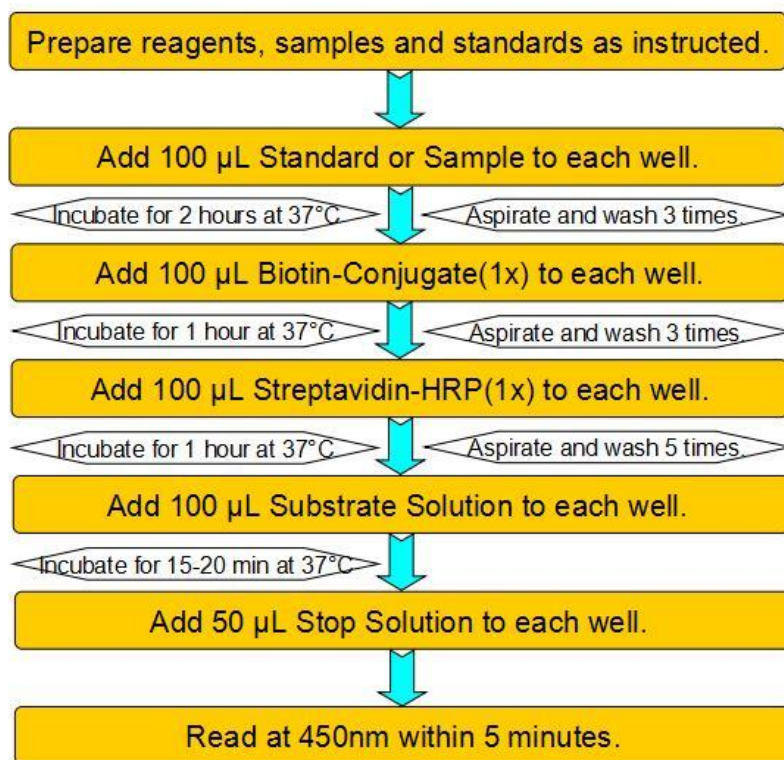 Prepare reagents, samples and standards as instructed.
Add 100 µL Standard or Sample to each well.
Incubate for 2 hours at 37°C
Aspirate and wash 3 times.
Add 100 µL Biotin-Conjugate(1x) to each well.
Incubate for 1 hour at 37°C
Aspirate and wash 3 times.
Add 100 µL Streptavidin-HRP(1x) to each well.
Incubate for 1 hour at 37°C
Aspirate and wash 5 times.
Add 100 µL Substrate Solution to each well.
Incubate for 15-20 min at 37°C
Add 50 µL Stop Solution to each well.
Read at 450nm within 5 minutes.